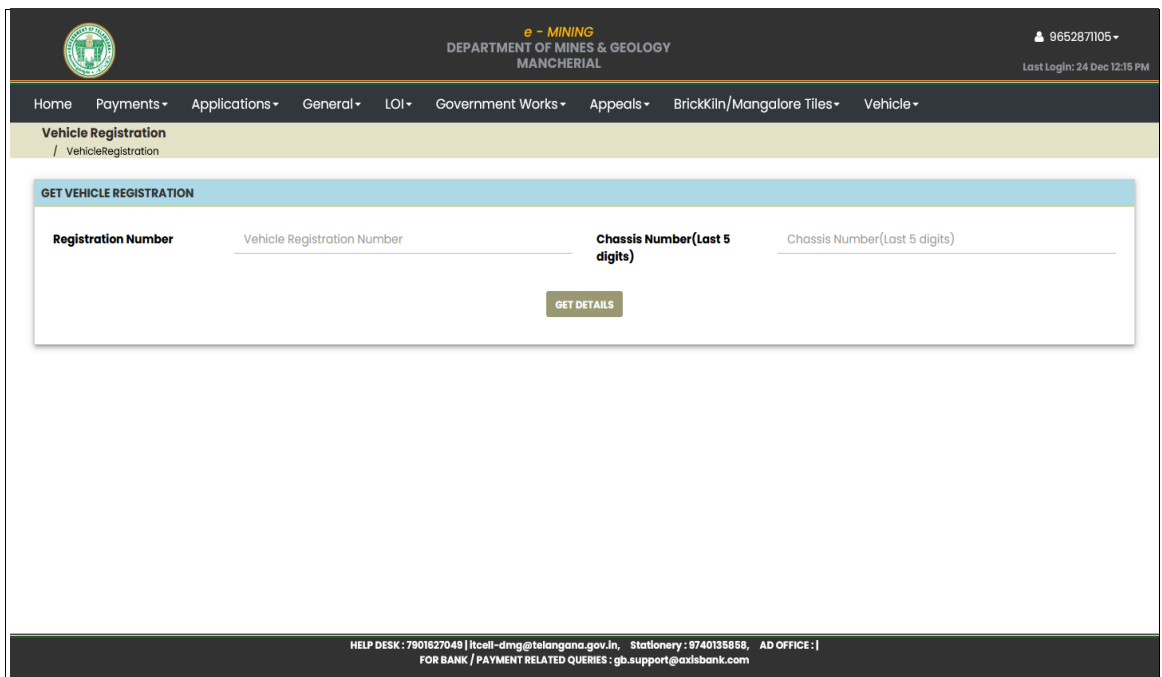 e - MINING
DEPARTMENT OF MINES & GEOLOGY
MANCHERIAL
9652871105
Last Login: 24 Dec 12:15 PM
Home Payments Applications General LOI Government Works Appeals BrickKiln/Mangalore Tiles Vehicle
Vehicle Registration
/ VehicleRegistration
GET VEHICLE REGISTRATION
Registration Number Vehicle Registration Number Chassis Number(Last 5 digits) Chassis Number(Last 5 digits)
GET DETAILS
HELP DESK : 7901627049 | itcell-dmg@telangana.gov.in, Stationery : 9740135858, AD OFFICE : |
FOR BANK / PAYMENT RELATED QUERIES : gb.support@axisbank.com